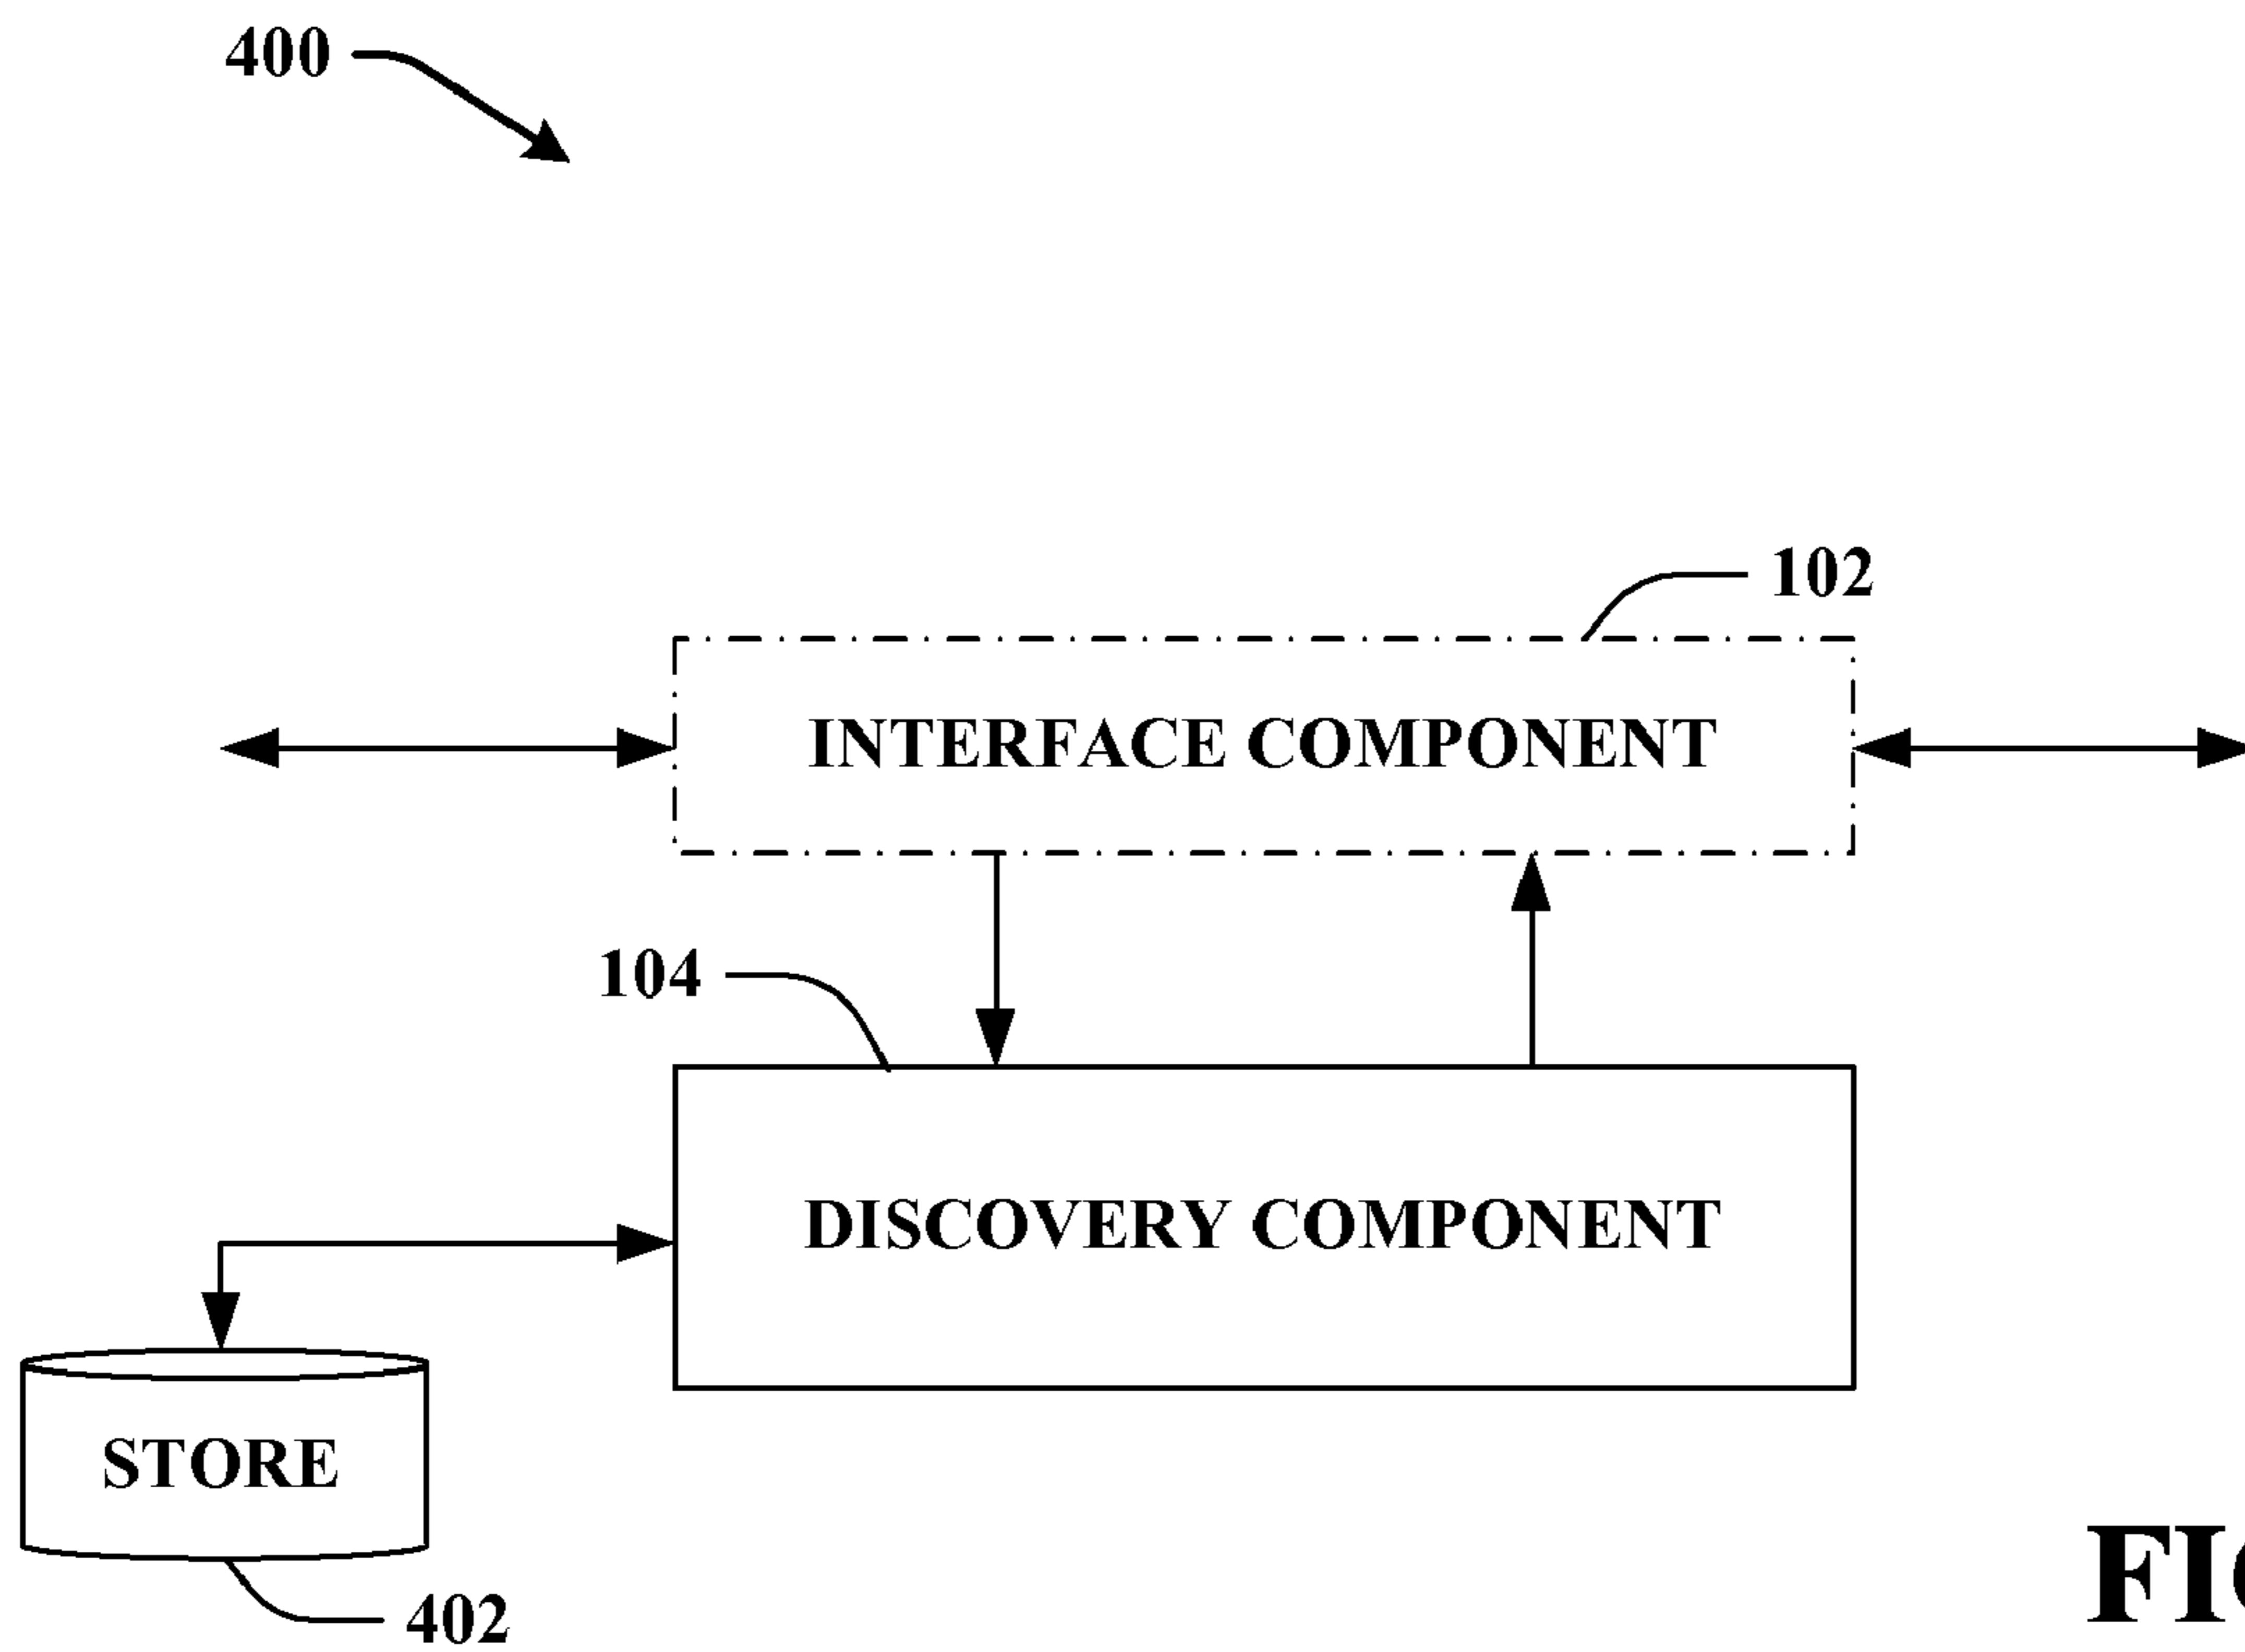 400
102
INTERFACE COMPONENT
104
DISCOVERY COMPONENT
STORE
402